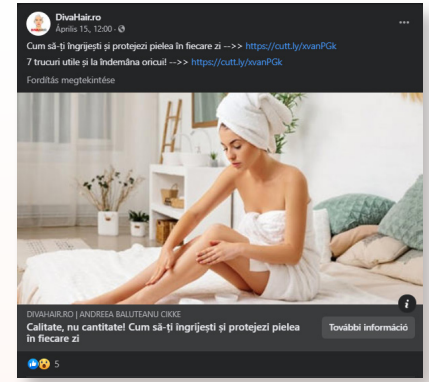 DivaHair.ro
Április 15., 12:00 ·
Cum să-ți îngrijești și protejezi pielea în fiecare zi -->> https://cutt.ly/xvanPGk
7 trucuri utile și la îndemâna oricui! -->> https://cutt.ly/xvanPGk
Fordítás megtekintése
DIVAHAIR.RO | ANDREEA BALUTEANU CIKKE
Calitate, nu cantitate! Cum să-ți îngrijești și protejezi pielea
în fiecare zi
További információ
5